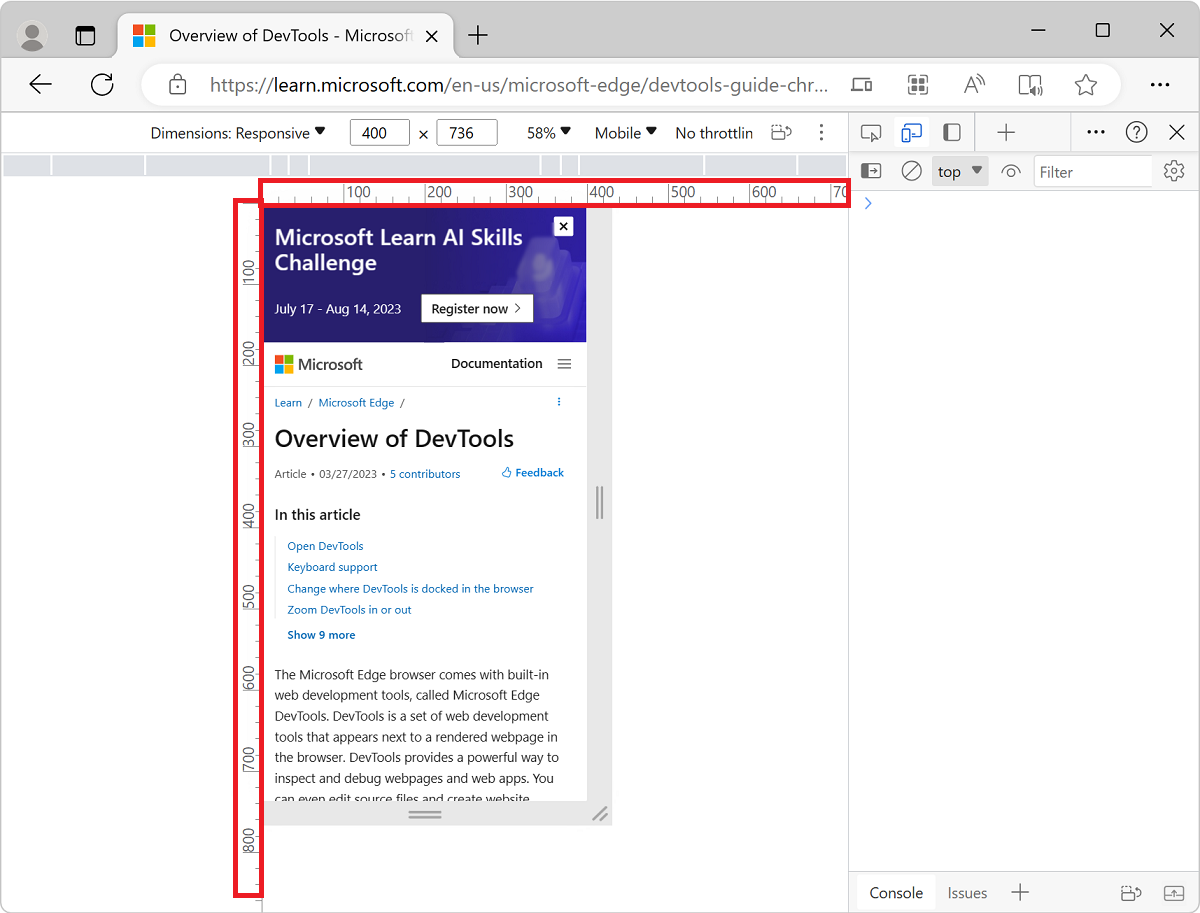 Overview of DevTools - Microsoft
https://learn.microsoft.com/en-us/microsoft-edge/devtools-guide-chr...
Dimensions: Responsive 400 × 736 58% Mobile No throttlin
top Filter
100 200 300 400 500 600 70
100
200
300
400
500
600
700
800
Microsoft Learn AI Skills
Challenge
July 17 - Aug 14, 2023 Register now
Microsoft Documentation
Learn / Microsoft Edge /
Overview of DevTools
Article • 03/27/2023 • 5 contributors Feedback
In this article
Open DevTools
Keyboard support
Change where DevTools is docked in the browser
Zoom DevTools in or out
Show 9 more
The Microsoft Edge browser comes with built-in
web development tools, called Microsoft Edge
DevTools. DevTools is a set of web development
tools that appears next to a rendered webpage in
the browser. DevTools provides a powerful way to
inspect and debug webpages and web apps. You
can even edit source files and create website
Console Issues